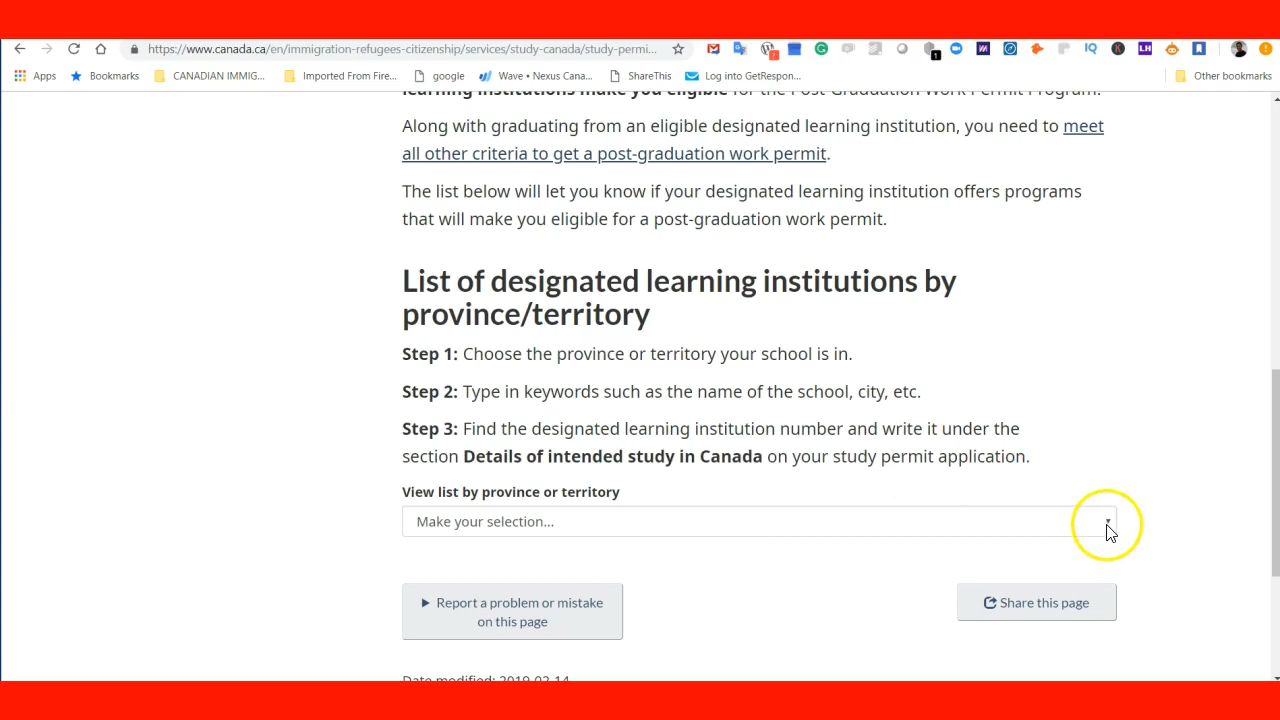 https://www.canada.ca/en/immigration-refugees-citizenship/services/study-canada/study-permi...
Apps Bookmarks CANADIAN IMMIG... Imported From Fire... google Wave • Nexus Cana... ShareThis Log into GetRespon... Other bookmarks
learning institutions make you eligible for the Post-Graduation Work Permit Program.
Along with graduating from an eligible designated learning institution, you need to meet
all other criteria to get a post-graduation work permit.
The list below will let you know if your designated learning institution offers programs
that will make you eligible for a post-graduation work permit.
List of designated learning institutions by
province/territory
Step 1: Choose the province or territory your school is in.
Step 2: Type in keywords such as the name of the school, city, etc.
Step 3: Find the designated learning institution number and write it under the
section Details of intended study in Canada on your study permit application.
View list by province or territory
Make your selection...
Report a problem or mistake
on this page
Share this page
Date modified: 2019-02-14